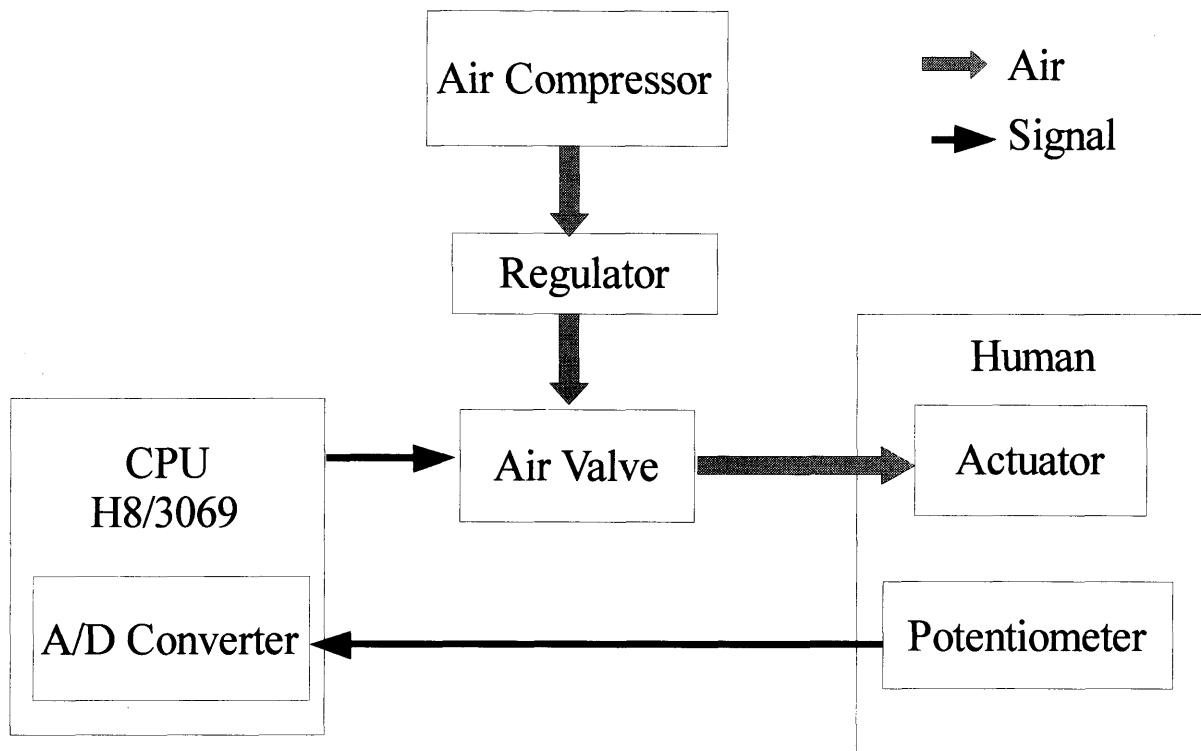 Air Compressor
Air
Signal
Regulator
Human
CPU
H8/3069
Air Valve
Actuator
A/D Converter
Potentiometer